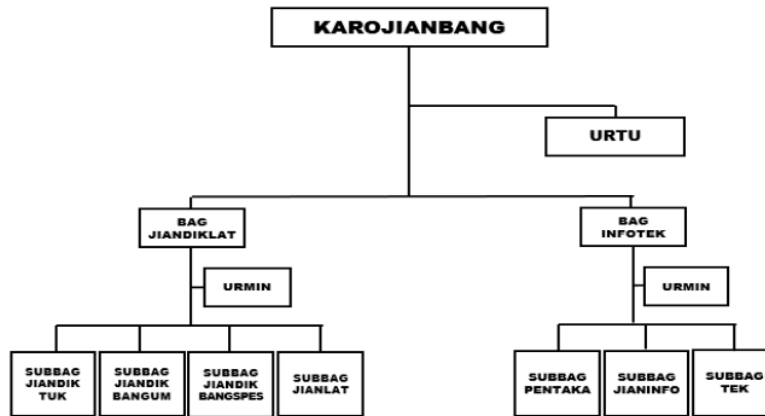 KAROJIANBANG
URTU
BAG
JIANDIKLAT
BAG
INFOTEK
URMIN
URMIN
SUBBAG
JIANDIK
TUK
SUBBAG
JIANDIK
BANGUM
SUBBAG
JIANDIK
BANGSPES
SUBBAG
JIANLAT
SUBBAG
PENTAKA
SUBBAG
JIANINFO
SUBBAG
TEK